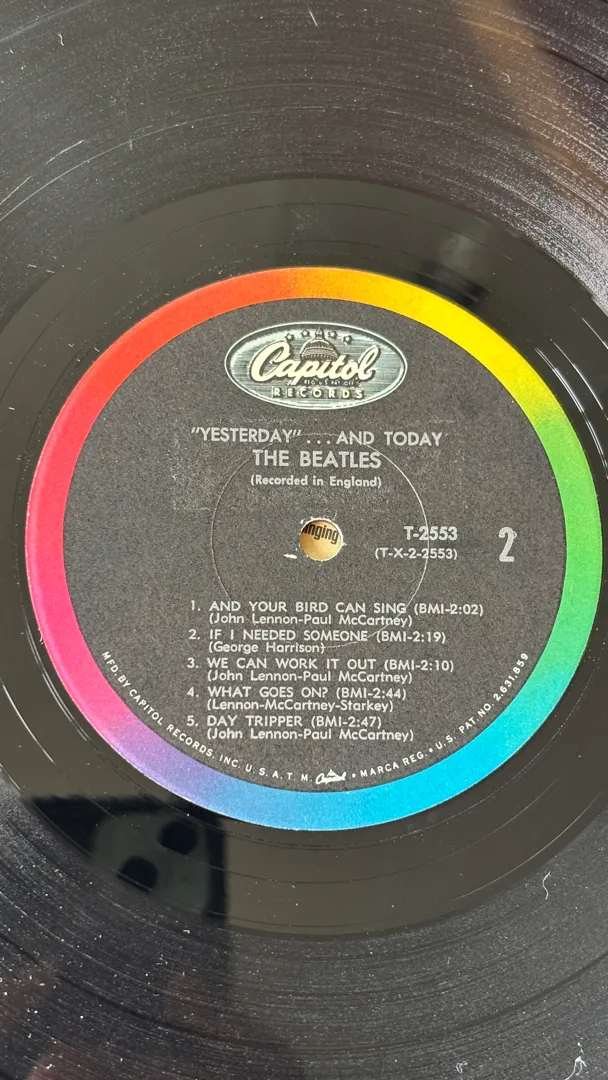 Capitol
RECORDS
"YESTERDAY" ... AND TODAY
THE BEATLES
(Recorded in England)
T-2553
(T-X-2-2553)
2
1. AND YOUR BIRD CAN SING (BMI-2:02)
(John Lennon-Paul McCartney)
2. IF I NEEDED SOMEONE (BMI-2:19)
(George Harrison)
3. WE CAN WORK IT OUT (BMI-2:10)
(John Lennon-Paul McCartney)
4. WHAT GOES ON? (BMI-2:44)
(Lennon-McCartney-Starkey)
5. DAY TRIPPER (BMI-2:47)
(John Lennon-Paul McCartney)
MFD. BY CAPITOL RECORDS, INC. U. S. A. T. M. Capitol • MARCA REG. • U. S. PAT. NO. 2,631,859